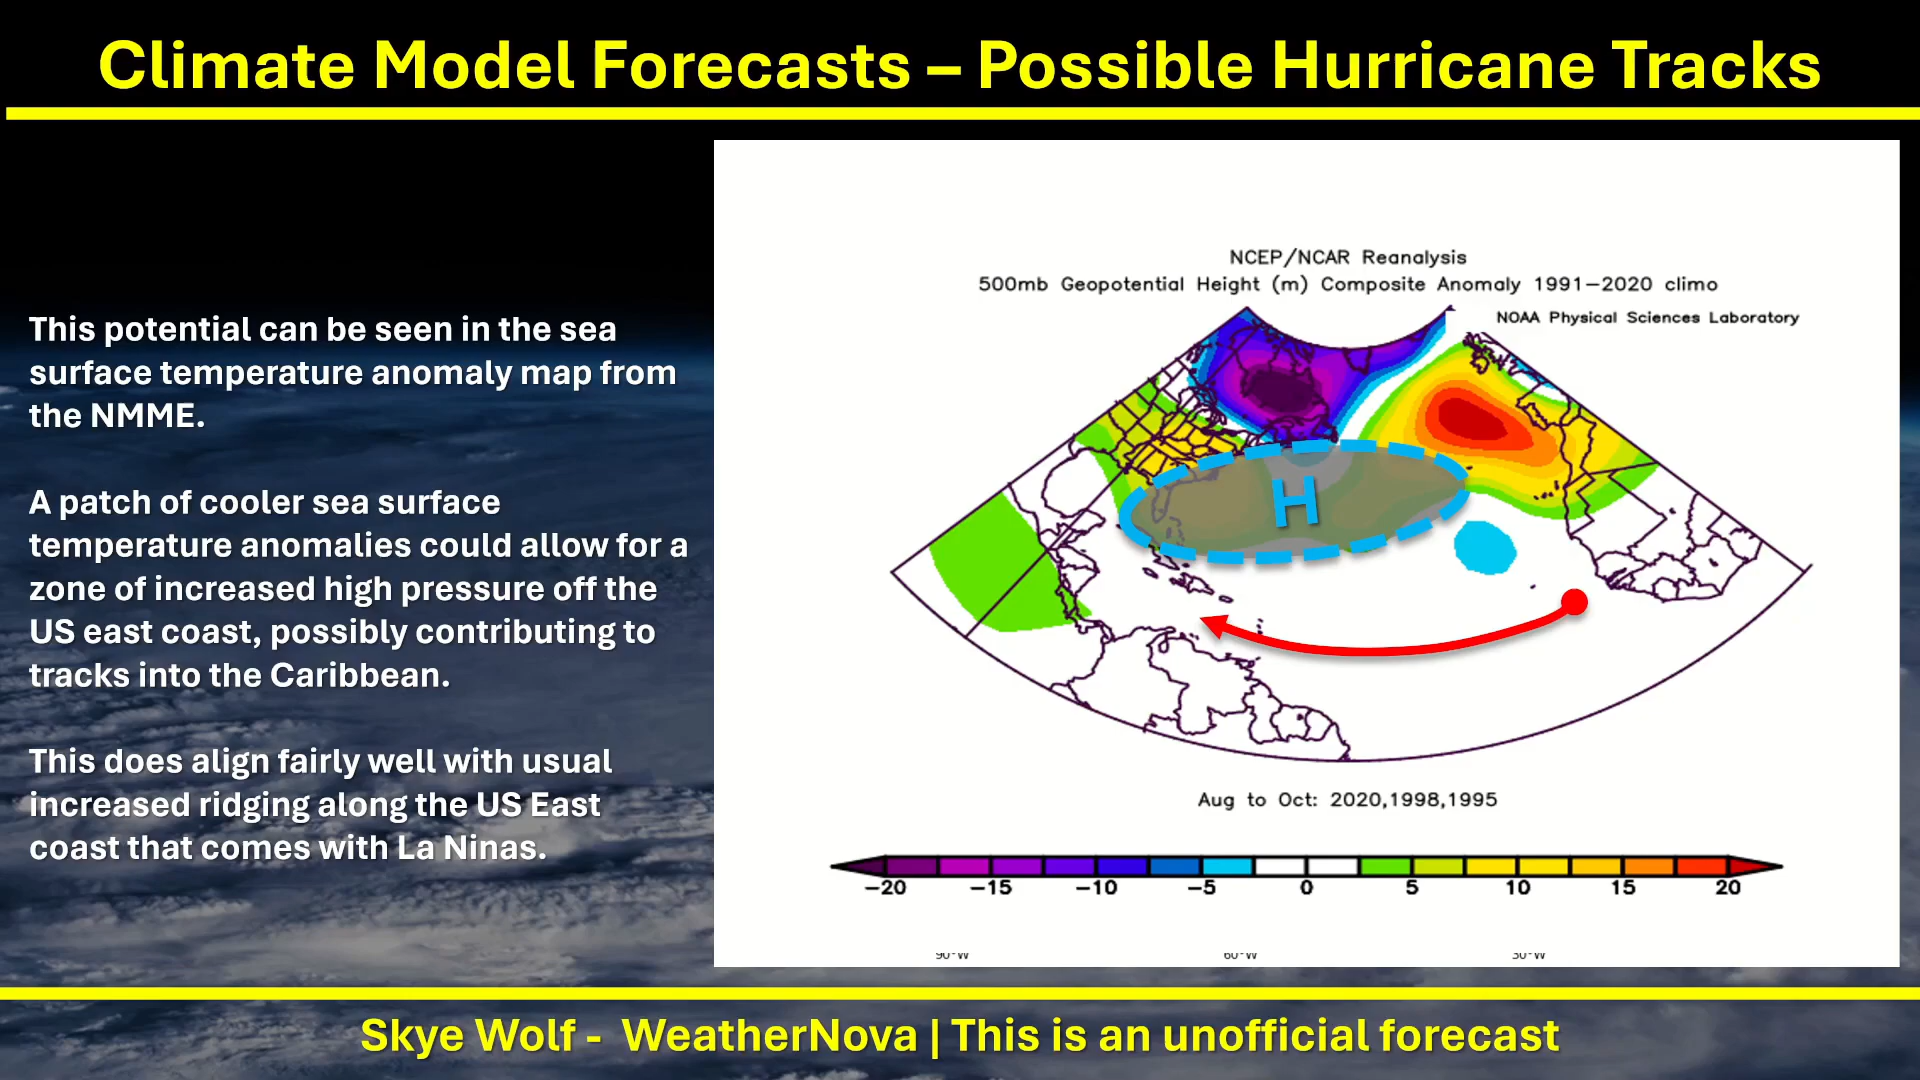 Climate Model Forecasts – Possible Hurricane Tracks
This potential can be seen in the sea
surface temperature anomaly map from
the NMME.
A patch of cooler sea surface
temperature anomalies could allow for a
zone of increased high pressure off the
US east coast, possibly contributing to
tracks into the Caribbean.
This does align fairly well with usual
increased ridging along the US East
coast that comes with La Ninas.
NCEP/NCAR Reanalysis
500mb Geopotential Height (m) Composite Anomaly 1991–2020 climo
NOAA Physical Sciences Laboratory
H
Aug to Oct: 2020,1998,1995
−20 −15 −10 −5 0 5 10 15 20
90°W 60°W 30°W
Skye Wolf - WeatherNova | This is an unofficial forecast